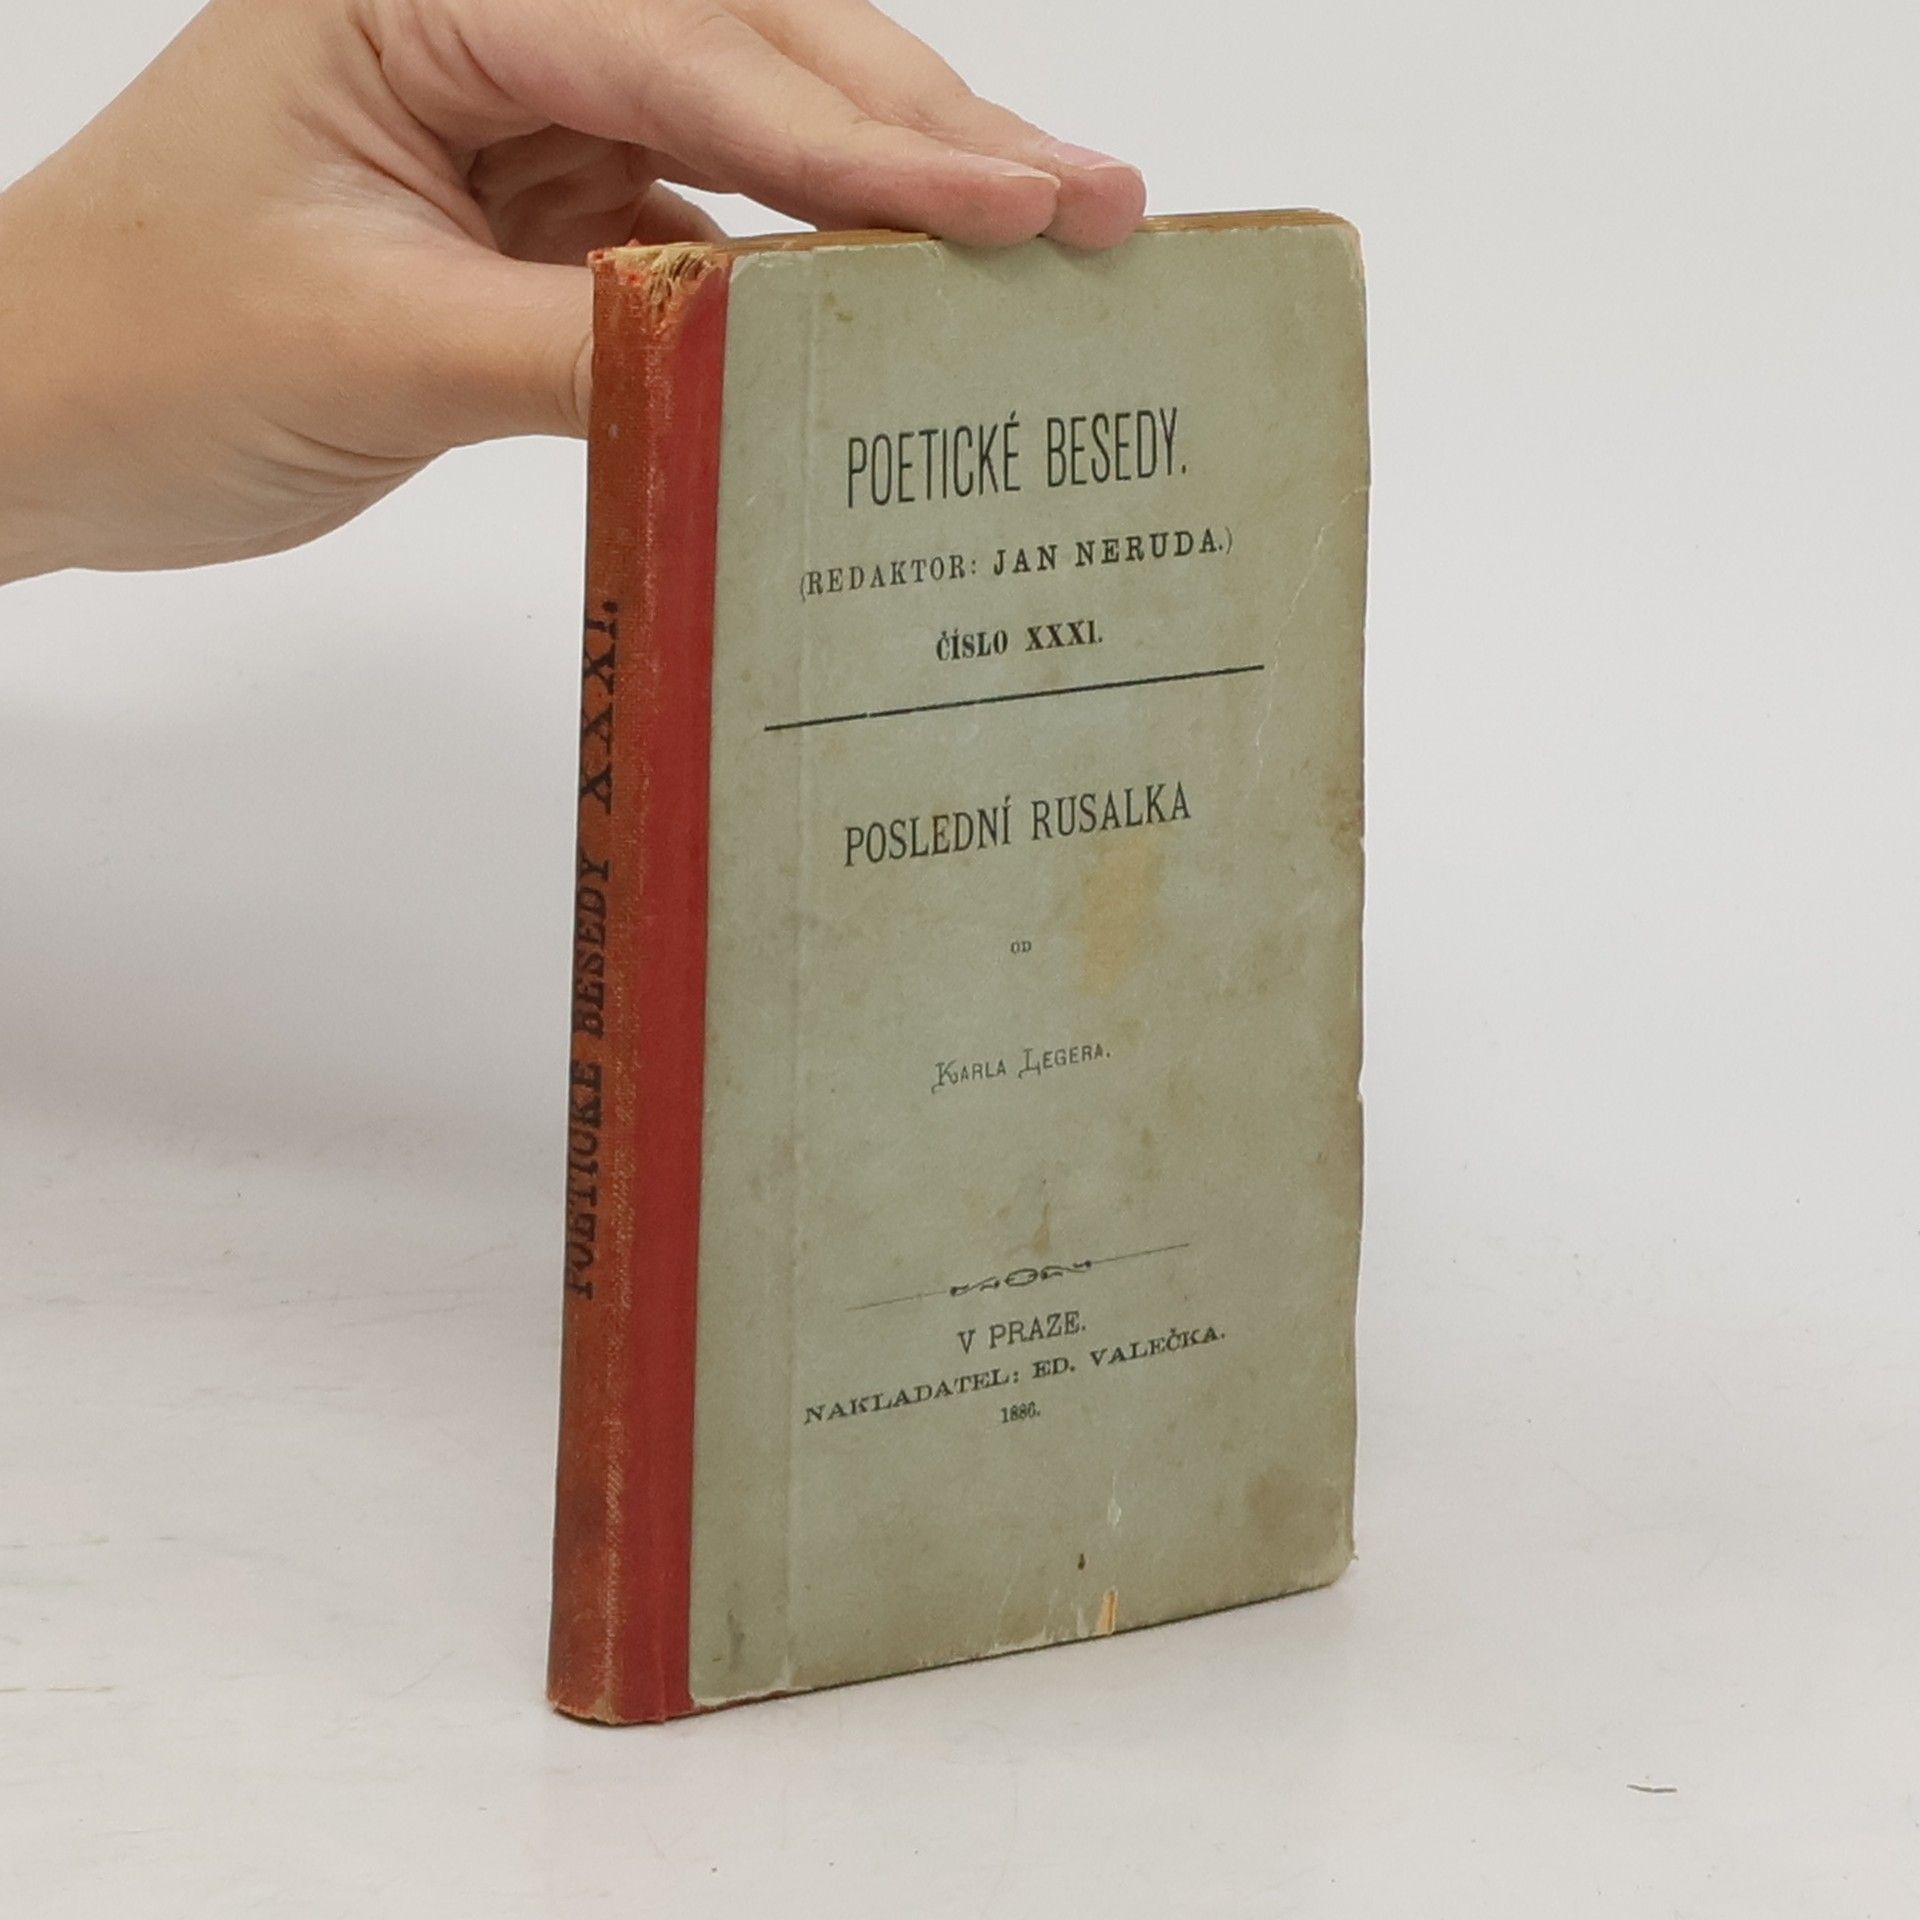 POETICKÉ BESEDY XXXI.
POETICKÉ BESEDY.
(REDAKTOR: JAN NERUDA.)
ČÍSLO XXXI.
POSLEDNÍ RUSALKA
OD
KARLA LEGERA.
V PRAZE.
NAKLADATEL: ED. VALEČKA.
1886.